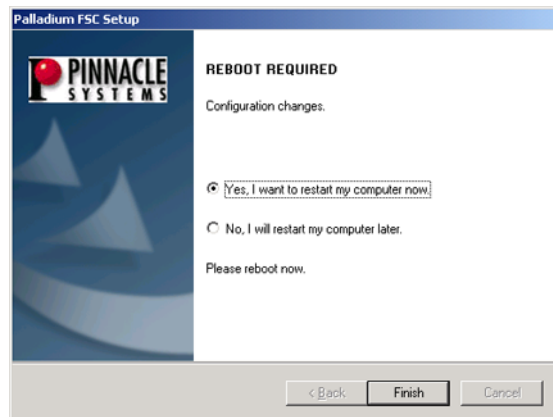 Palladium FSC Setup
PINNACLE
SYSTEMS
REBOOT REQUIRED
Configuration changes.
Yes, I want to restart my computer now.
No, I will restart my computer later.
Please reboot now.
< Back
Finish
Cancel